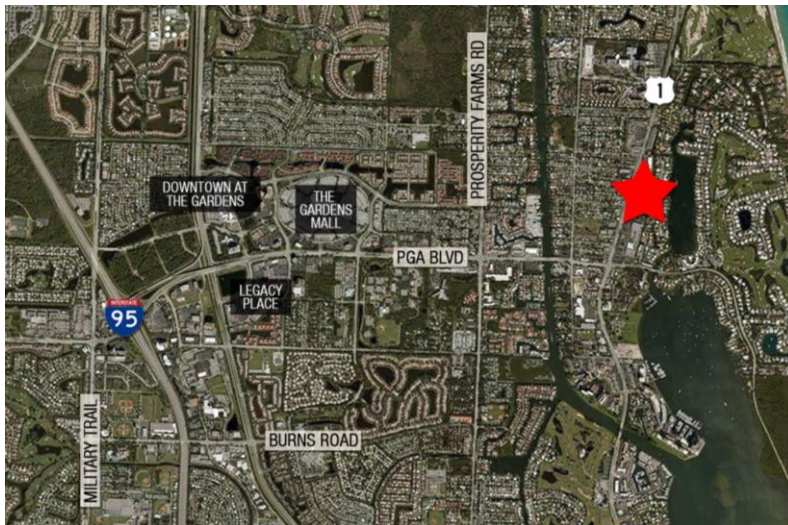 PROSPERITY FARMS RD
1
DOWNTOWN AT
THE GARDENS
THE
GARDENS
MALL
PGA BLVD
LEGACY
PLACE
INTERSTATE
95
MILITARY TRAIL
BURNS ROAD